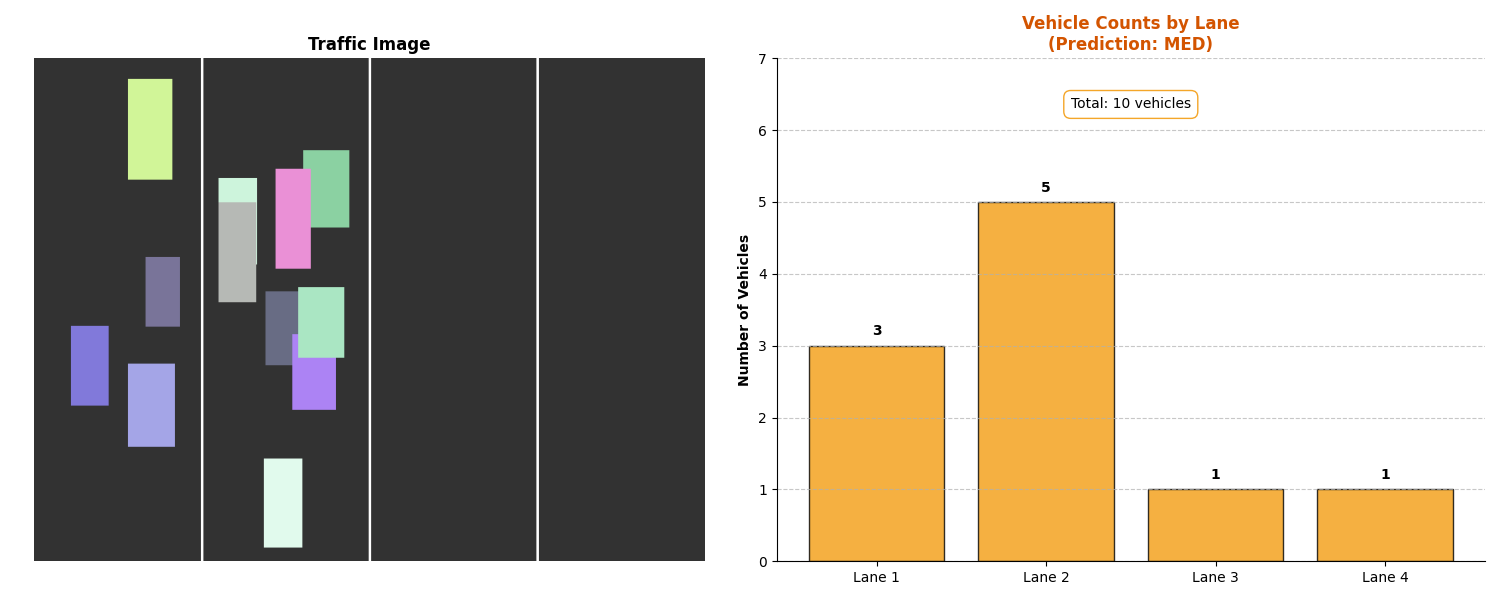 Traffic Image
Vehicle Counts by Lane
(Prediction: MED)
Total: 10 vehicles
Number of Vehicles
7
6
5
4
3
2
1
0
3
5
1
1
Lane 1
Lane 2
Lane 3
Lane 4